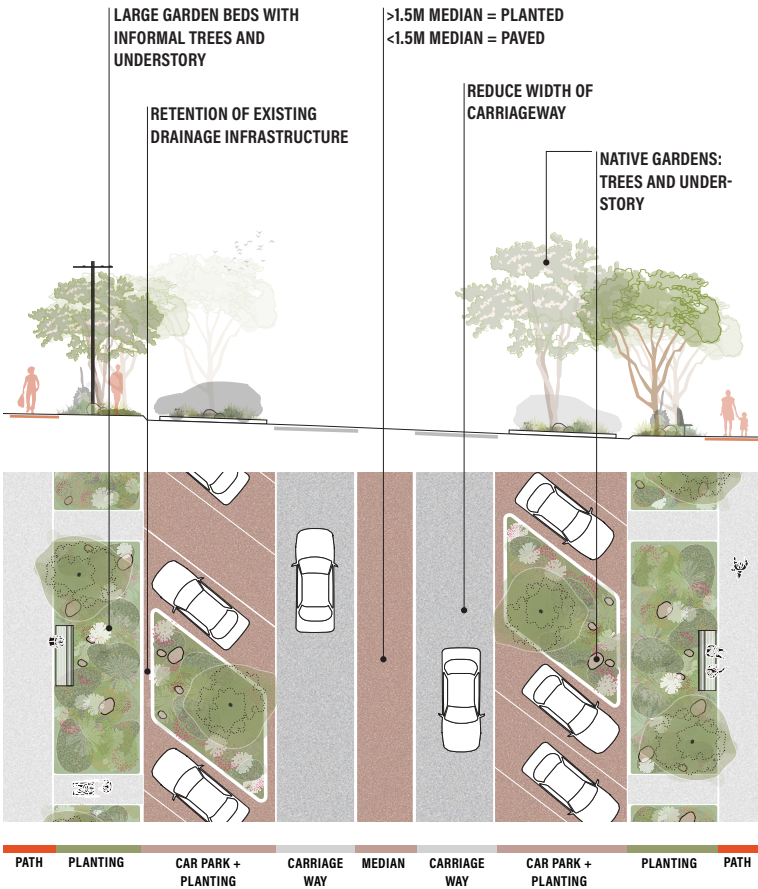 LARGE GARDEN BEDS WITH
INFORMAL TREES AND
UNDERSTORY
>1.5M MEDIAN = PLANTED
<1.5M MEDIAN = PAVED
RETENTION OF EXISTING
DRAINAGE INFRASTRUCTURE
REDUCE WIDTH OF
CARRIAGEWAY
NATIVE GARDENS:
TREES AND UNDER-
STORY
PATH
PLANTING
CAR PARK +
PLANTING
CARRIAGE
WAY
MEDIAN
CARRIAGE
WAY
CAR PARK +
PLANTING
PLANTING
PATH